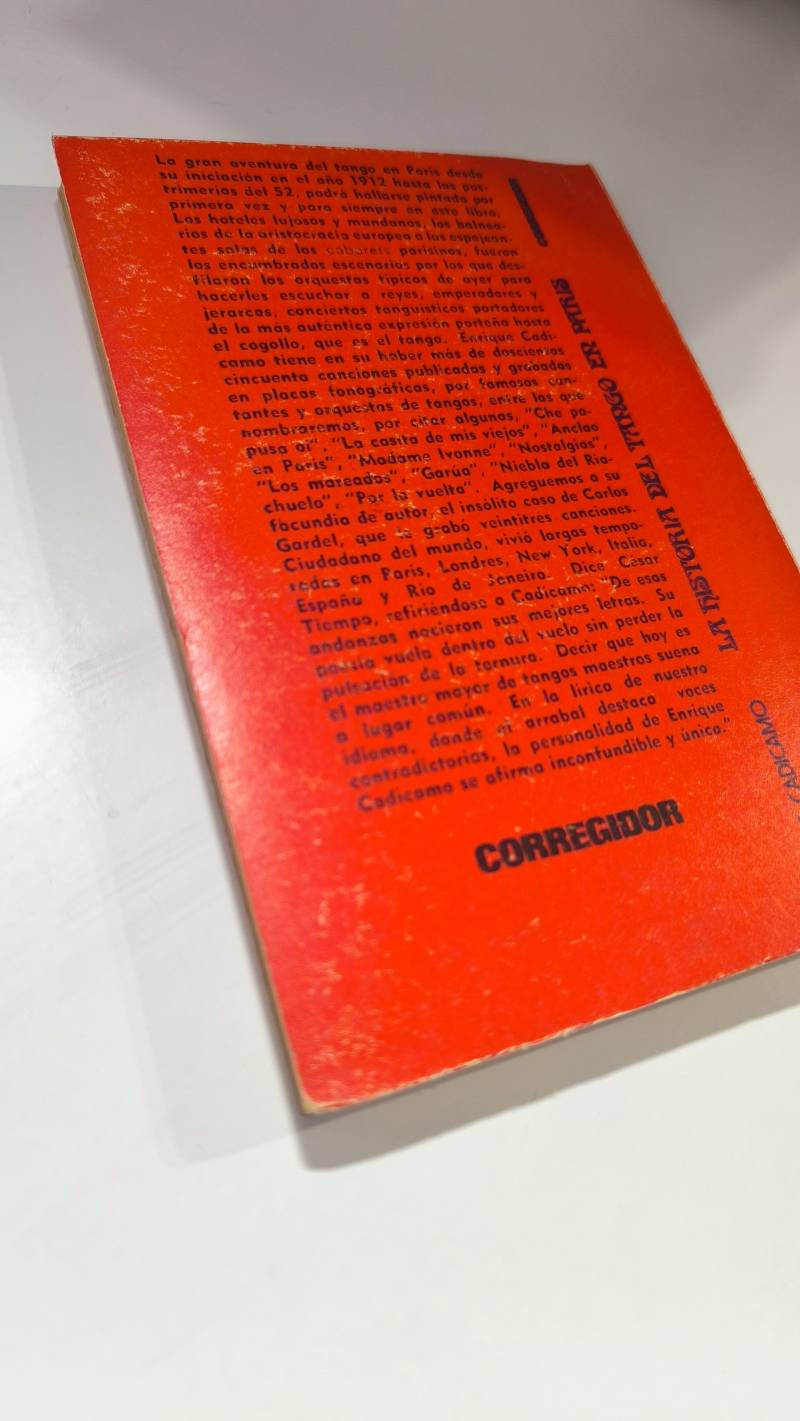 La gran aventura del tango en París desde
su iniciación en el año 1912 hasta las pos-
trimerías del 52, podrá hallarse pintada por
primera vez y para siempre en este libro.
Los hoteles lujosos y mundanos, los balnea-
rios de la aristocracia europea o las espejean-
tes salas de los cabarets parisinos, fueron
los encumbrados escenarios por los que des-
filaron las orquestas típicas de ayer para
hacerles escuchar a reyes, emperadores y
jerarcas, conciertos tanguísticos portadores
de la más auténtica expresión porteña hasta
el cogollo, que es el tango. Enrique Cadí-
camo tiene en su haber más de doscientas
cincuenta canciones publicadas y grabadas
en placas fonográficas, por famosos can-
tantes y orquestas de tangos, entre las que
nombraremos, por citar algunas, "Che pa-
pusa oí", "La casita de mis viejos", "Anclao
en París", "Madame Ivonne", "Nostalgias",
"Los mareados", "Garúa", "Niebla del Ria-
chuelo", "Por la vuelta". Agreguemos a su
facundia de autor, el insólito caso de Carlos
Gardel, que le grabó veintitrés canciones.
Ciudadano del mundo, vivió largas tempo-
radas en París, Londres, New York, Italia,
España y Río de Janeiro. Dice César
Tiempo, refiriéndose a Cadícamo: "De esas
andanzas nacieron sus mejores letras. Su
poesía vuela dentro del vuelo sin perder la
pulsación de la ternura. Decir que hoy es
el maestro mayor de tangos maestros suena
a lugar común. En la lírica de nuestro
idioma, donde el arrabal destaca voces
contradictorias, la personalidad de Enrique
Cadícamo se afirma inconfundible y única."
CORREGIDOR
LA HISTORIA DEL TANGO EN PARIS
CADICAMO